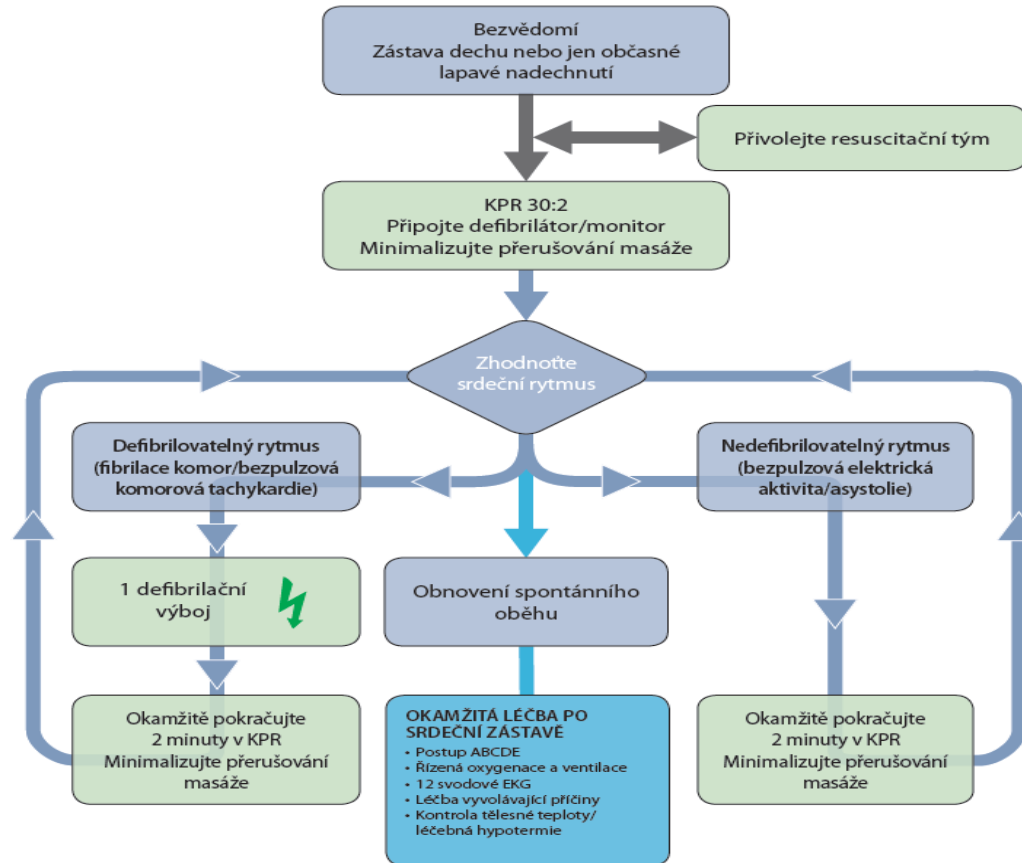 Bezvědomí
Zástava dechu nebo jen občasné
lapavé nadechnutí
Přivolejte resuscitační tým
KPR 30:2
Připojte defibrilátor/monitor
Minimalizujte přerušování masáže
Zhodnoťte
srdeční rytmus
Defibrilovatelný rytmus
(fibrilace komor/bezpulzová
komorová tachykardie)
Nedefibrilovatelný rytmus
(bezpulzová elektrická
aktivita/asystolie)
1 defibrilační
výboj
Obnovení spontánního
oběhu
Okamžitě pokračujte
2 minuty v KPR
Minimalizujte přerušování
masáže
OKAMŽITÁ LÉČBA PO
SRDEČNÍ ZÁSTAVĚ
• Postup ABCDE
• Řízená oxygenace a ventilace
• 12 svodové EKG
• Léčba vyvolávající příčiny
• Kontrola tělesné teploty/
léčebná hypotermie
Okamžitě pokračujte
2 minuty v KPR
Minimalizujte přerušování
masáže